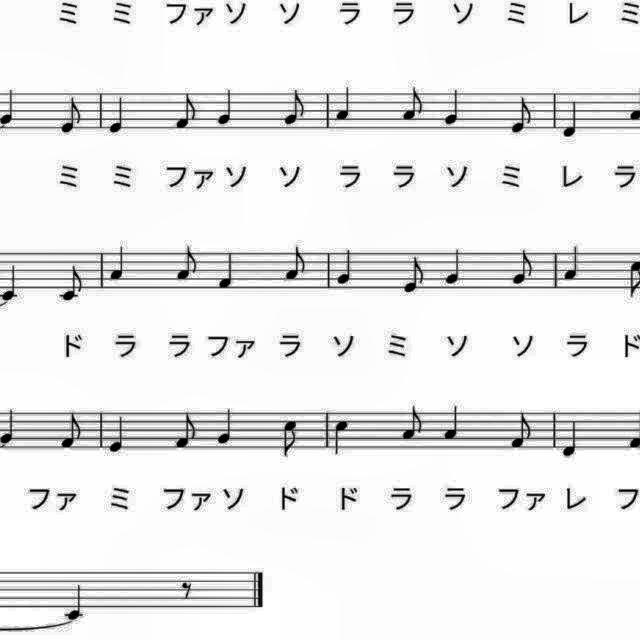 ミ ミ ファ ソ ソ ラ ラ ソ ミ レ ミ
ミ ミ ファ ソ ソ ラ ラ ソ ミ レ ラ
ド ラ ラ ファ ラ ソ ミ ソ ソ ラ ド
ファ ミ ファ ソ ド ド ラ ラ ファ レ フ